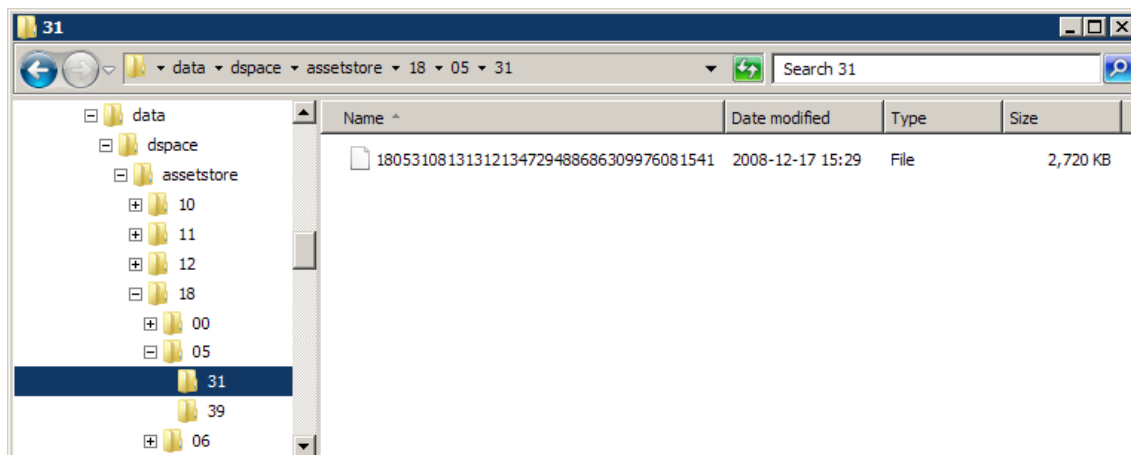 31
data dspace assetstore 18 05 31
Search 31
data
dspace
assetstore
10
11
12
18
00
05
31
39
06
Name Date modified Type Size
18053108131312134729488686309976081541 2008-12-17 15:29 File 2,720 KB